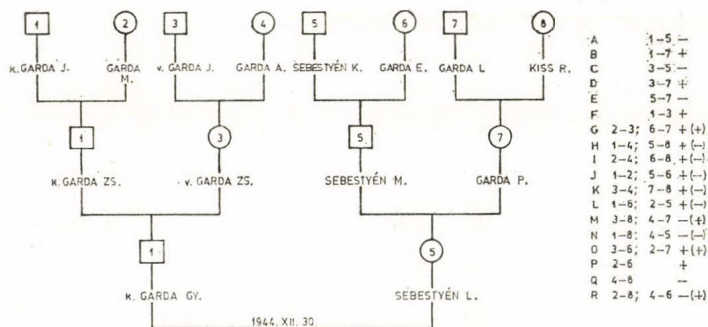 1 2 3 4 5 6 7 8
K. GARDA J. GARDA M. V. GARDA J. GARDA A. SEBESTYÉN K. GARDA E. GARDA L KISS R.
1 3 5 7
K. GARDA ZS. V. GARDA ZS. SEBESTYÉN M. GARDA P.
1 5
K. GARDA GY. SEBESTYÉN L.
1944. XII. 30.
A 1-5 —
B 1-7 +
C 3-5 —
D 3-7 +
E 5-7 —
F 1-3 +
G 2-3; 6-7 +(+)
H 1-4; 5-8 +(—)
I 2-4; 6-8 +(—)
J 1-2; 5-6 +(—)
K 3-4; 7-8 +(—)
L 1-6; 2-5 +(—)
M 3-8; 4-7 —(+)
N 1-8; 4-5 —(—)
O 3-6; 2-7 +(+)
P 2-6 +
Q 4-8 —
R 2-8; 4-6 —(+)